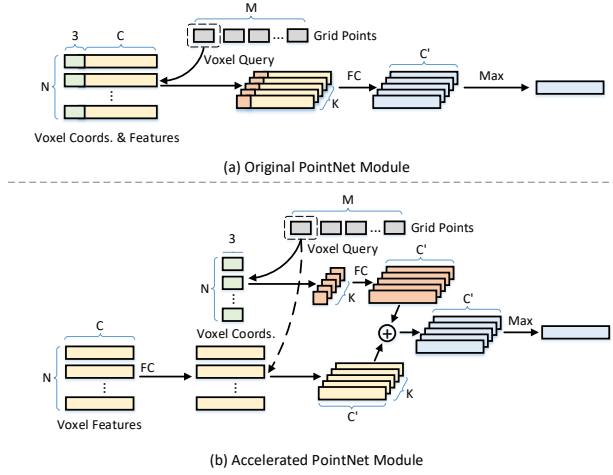 M
3 C
Grid Points
Voxel Query
N
FC
C'
Max
K
Voxel Coords. & Features
(a) Original PointNet Module
M
3
Grid Points
Voxel Query
N
FC
C'
K
C'
Max
Voxel Coords.
C
N
FC
K
C'
Voxel Features
(b) Accelerated PointNet Module